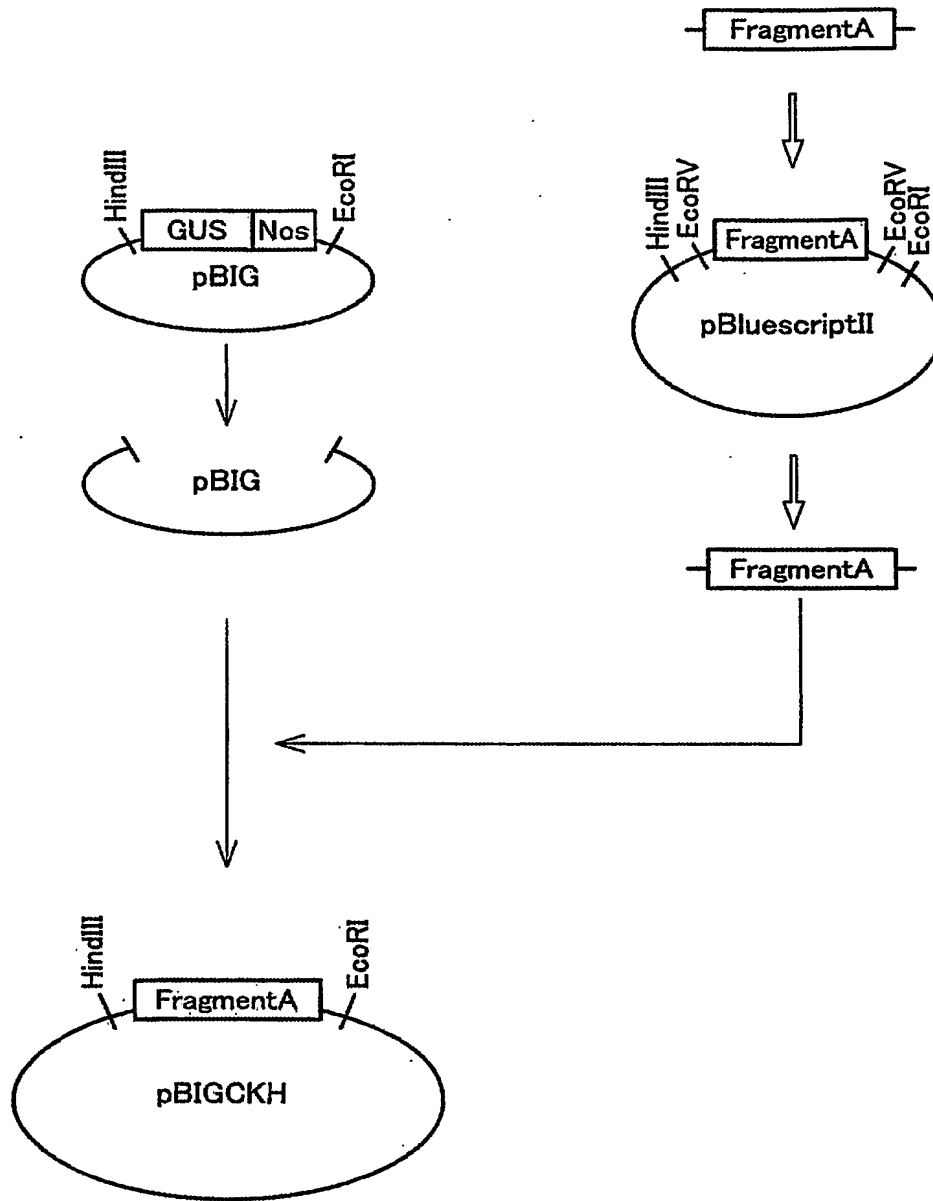 FragmentA
HindIII
EcoRI
GUS
Nos
pBIG
HindIII
EcoRV
EcoRV
EcoRI
FragmentA
pBluescriptII
pBIG
FragmentA
HindIII
EcoRI
FragmentA
pBIGCKH